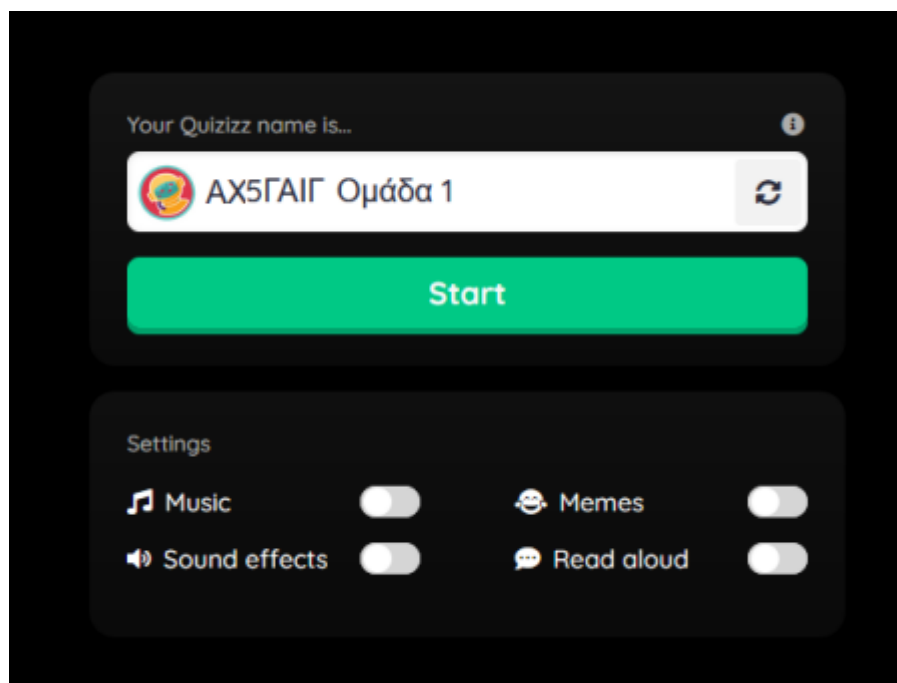 Your Quizizz name is...
ΑΧ5ΓΑΙΓ Ομάδα 1
Start
Settings
Music
Memes
Sound effects
Read aloud